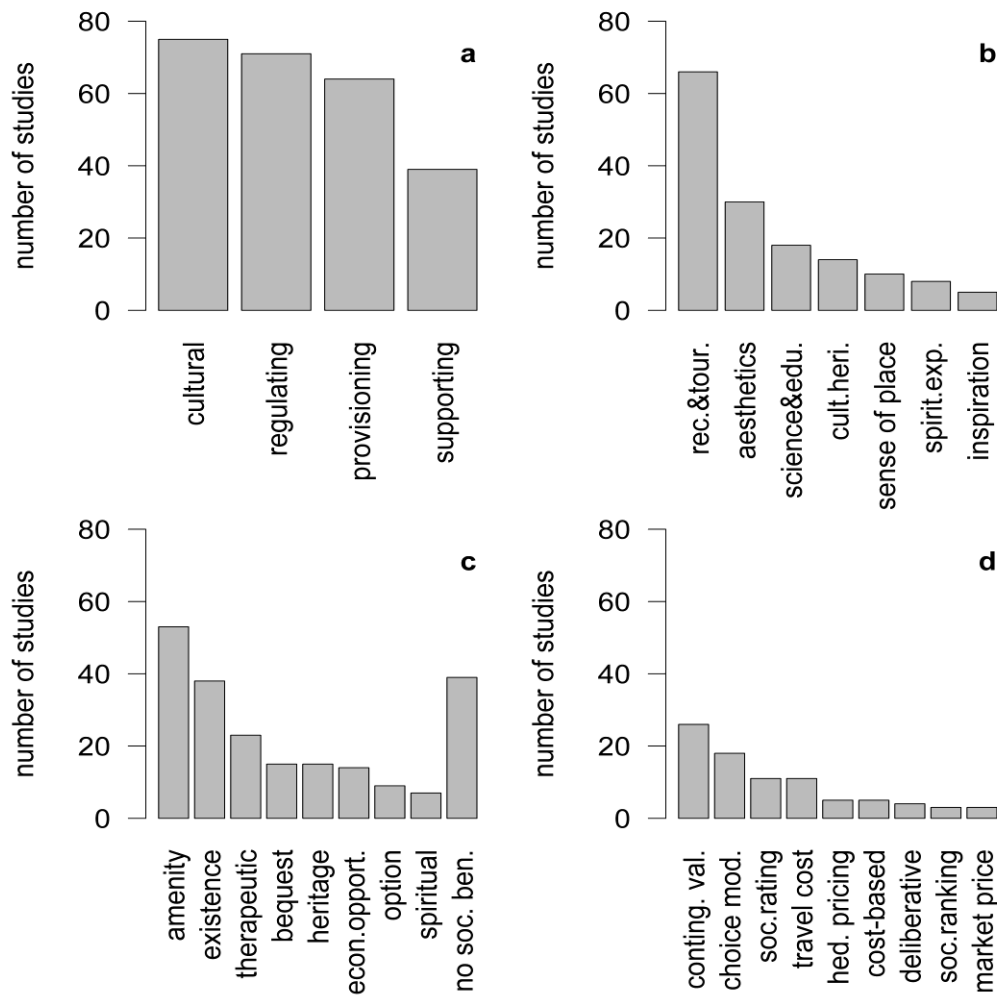 a
number of studies
80
60
40
20
0
cultural
regulating
provisioning
supporting
b
number of studies
80
60
40
20
0
rec.&tour.
aesthetics
science&edu.
cult.heri.
sense of place
spirit.exp.
inspiration
c
number of studies
80
60
40
20
0
amenity
existence
therapeutic
bequest
heritage
econ.opport.
option
spiritual
no soc. ben.
d
number of studies
80
60
40
20
0
conting. val.
choice mod.
soc.rating
travel cost
hed. pricing
cost-based
deliberative
soc.ranking
market price